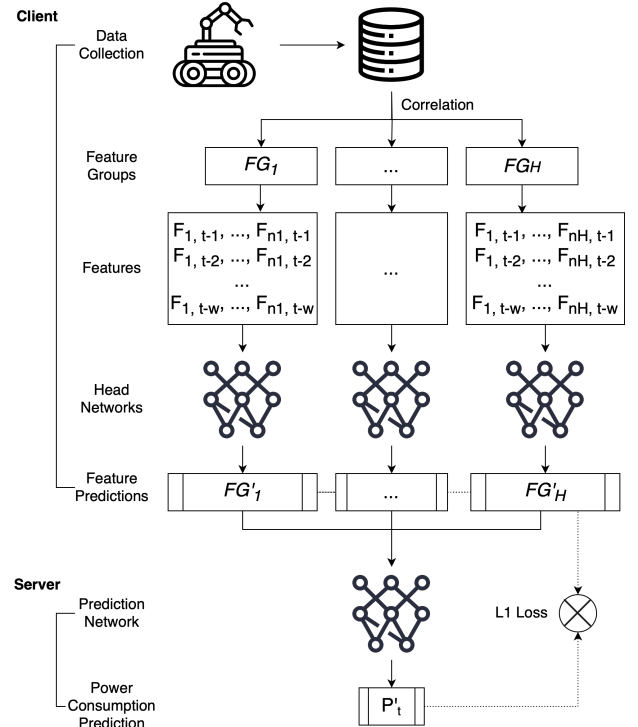 Client
Data
Collection
Correlation
Feature
Groups
FG1
...
FGH
Features
F1, t-1, ..., Fn1, t-1
F1, t-2, ..., Fn1, t-2
...
F1, t-w, ..., Fn1, t-w
...
F1, t-1, ..., FnH, t-1
F1, t-2, ..., FnH, t-2
...
F1, t-w, ..., FnH, t-w
Head
Networks
Feature
Predictions
FG'1
...
FG'H
Server
Prediction
Network
L1 Loss
Power
Consumption
Prediction
P't